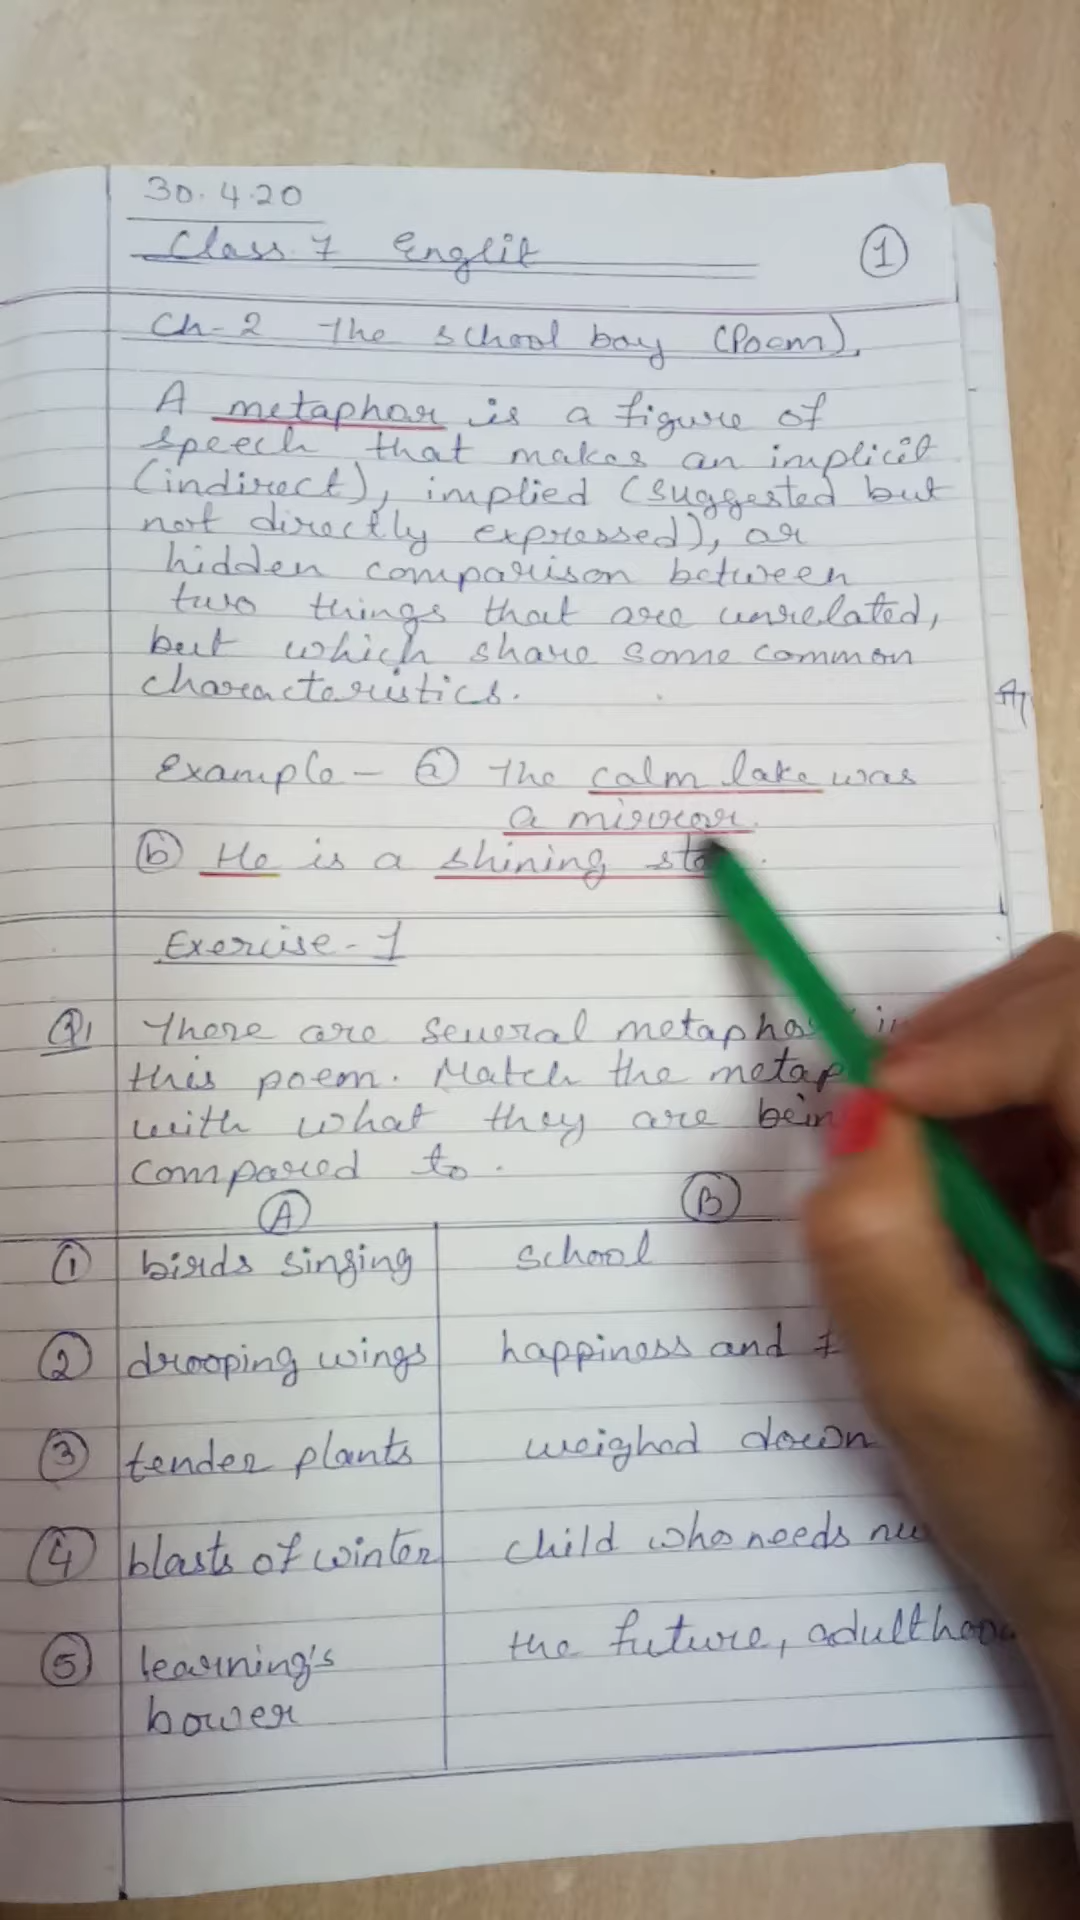 30.4.20
Class 7 Englit
1
Ch-2 The school boy (Poem),
A metaphor is a figure of
speech that makes an implicit
(indirect), implied (suggested but
not directly expressed), or
hidden comparison between
two things that are unrelated,
but which share some common
characteristics.
Example - a The calm lake was
a mirror.
b He is a shining
Exercise-1
Q1 There are several
this poem. Match the
with what they are
compared to.
A B
1 birds singing school
2 drooping wings happiness and
3 tender plants weighed down
4 blasts of winter child who needs
5 learning's the future,
bower